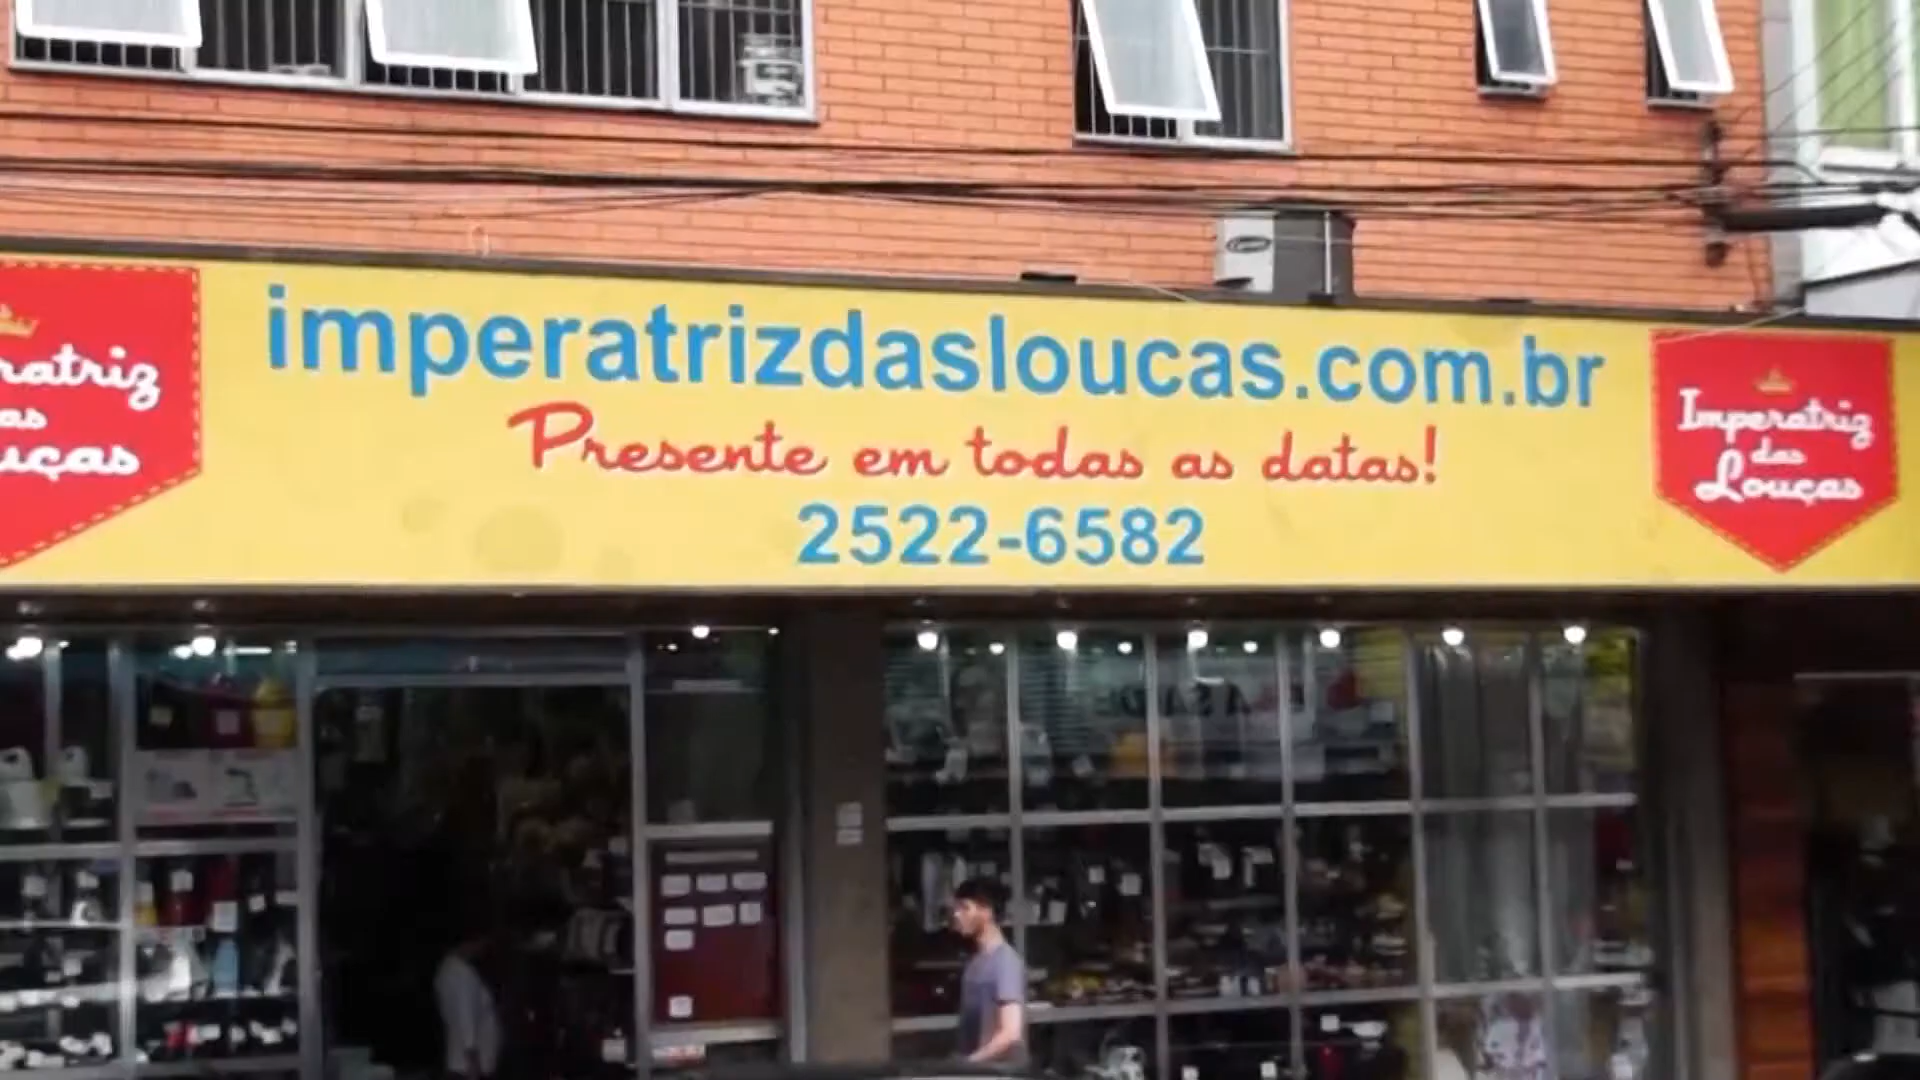 ratriz
as
uças
imperatrizdasloucas.com.br
Presente em todas as datas!
2522-6582
Imperatriz
das
Louças